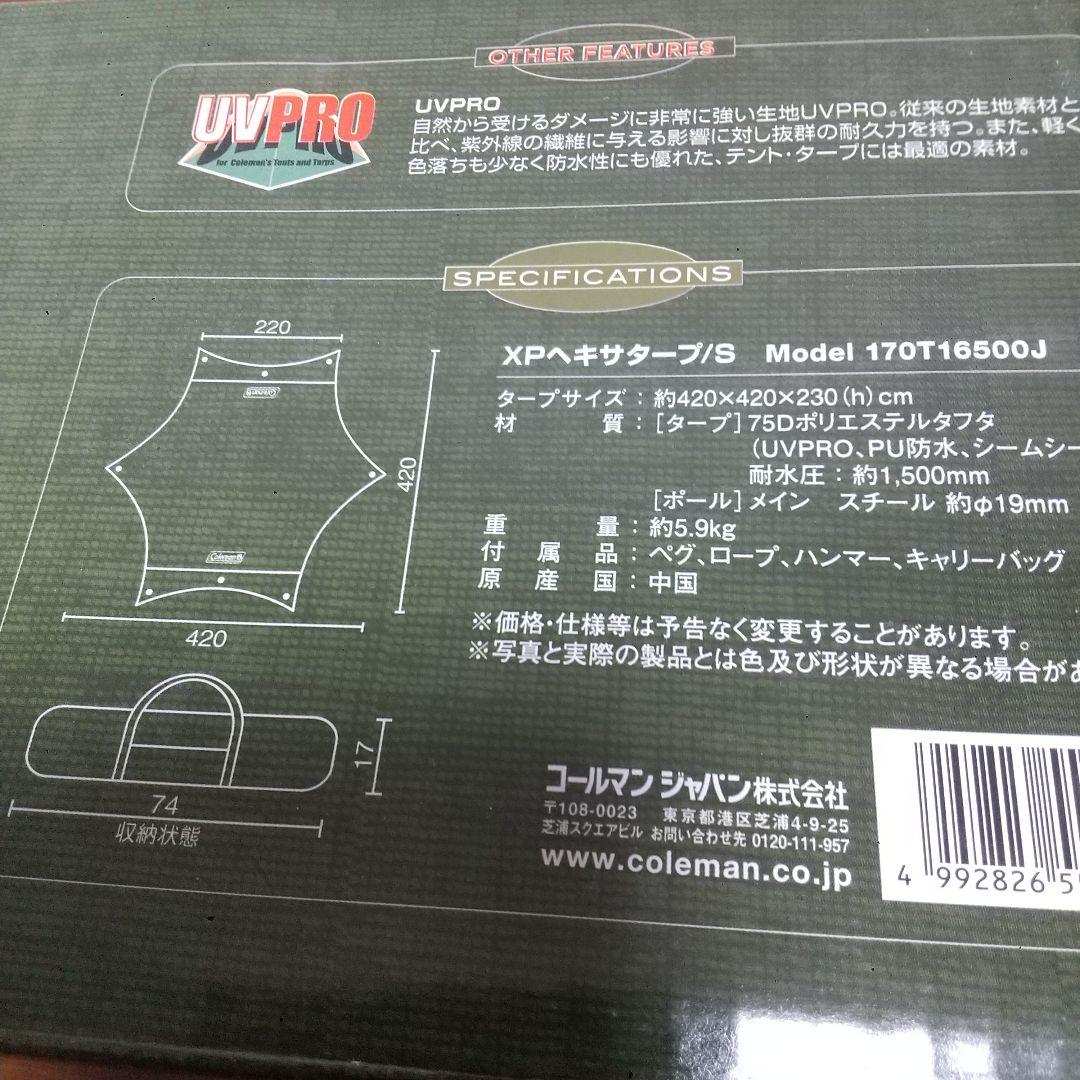 OTHER FEATURES
UVPRO
for Coleman's Tents and Tarps
UVPRO
自然から受けるダメージに非常に強い生地UVPRO。従来の生地素材と
比べ、紫外線の繊維に与える影響に対し抜群の耐久力を持つ。また、軽く
色落ちも少なく防水性にも優れた、テント・タープには最適の素材。
SPECIFICATIONS
220
Coleman
420
Coleman
420
XPヘキサタープ/S Model 170T16500J
タープサイズ：約420×420×230（h）cm
材 質：［タープ］75Dポリエステルタフタ
（UVPRO、PU防水、シームシー
耐水圧：約1,500mm
［ポール］メイン スチール 約φ19mm
重 量：約5.9kg
付 属 品：ペグ、ロープ、ハンマー、キャリーバッグ
原 産 国：中国
※価格・仕様等は予告なく変更することがあります。
※写真と実際の製品とは色及び形状が異なる場合があ
17
74
収納状態
コールマン ジャパン株式会社
〒108-0023 東京都港区芝浦4-9-25
芝浦スクエアビル お問い合わせ先 0120-111-957
www.coleman.co.jp
4 992826 5